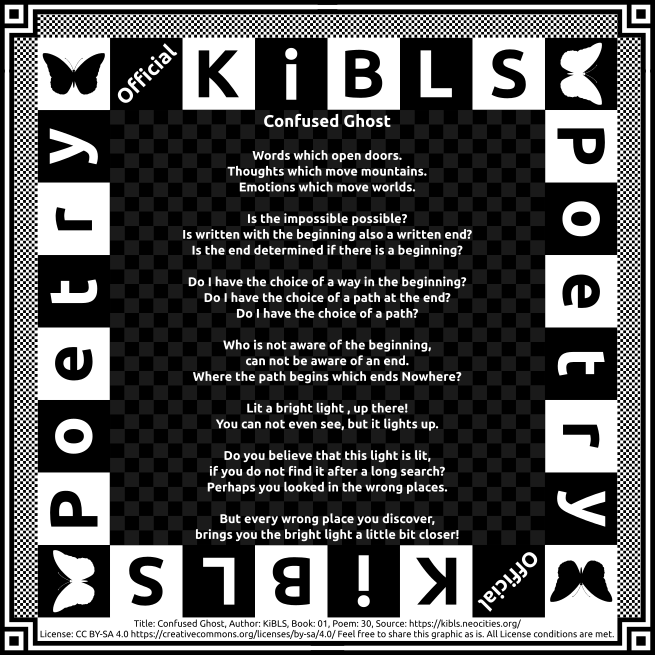 Official KiBLS
Poetry
Poetry
Confused Ghost
Words which open doors.
Thoughts which move mountains.
Emotions which move worlds.
Is the impossible possible?
Is written with the beginning also a written end?
Is the end determined if there is a beginning?
Do I have the choice of a way in the beginning?
Do I have the choice of a path at the end?
Do I have the choice of a path?
Who is not aware of the beginning,
can not be aware of an end.
Where the path begins which ends Nowhere?
Lit a bright light , up there!
You can not even see, but it lights up.
Do you believe that this light is lit,
if you do not find it after a long search?
Perhaps you looked in the wrong places.
But every wrong place you discover,
brings you the bright light a little bit closer!
Official KiBLS
Title: Confused Ghost, Author: KiBLS, Book: 01, Poem: 30, Source: https://kibls.neocities.org/
License: CC BY-SA 4.0 https://creativecommons.org/licenses/by-sa/4.0/ Feel free to share this graphic as is. All License conditions are met.